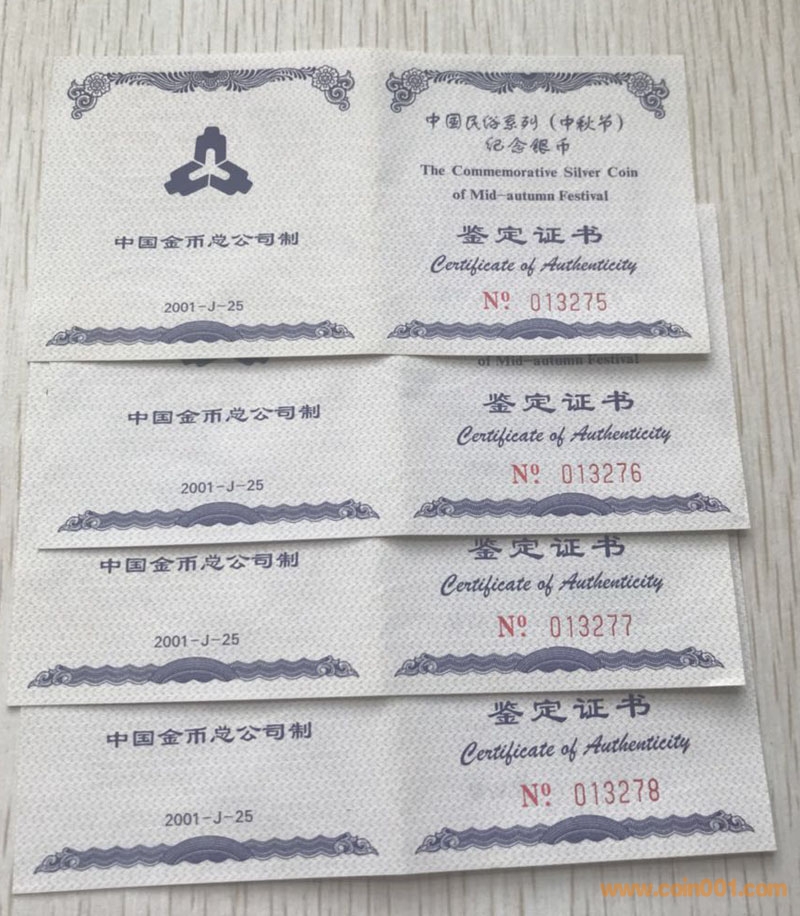 中国金币总公司制
2001-J-25
中国民俗系列（中秋节）
纪念银币
The Commemorative Silver Coin
of Mid-autumn Festival
鉴定证书
Certificate of Authenticity
Nº 013275
中国金币总公司制
2001-J-25
of Mid-autumn Festival
鉴定证书
Certificate of Authenticity
Nº 013276
中国金币总公司制
2001-J-25
鉴定证书
Certificate of Authenticity
Nº 013277
中国金币总公司制
2001-J-25
鉴定证书
Certificate of Authenticity
Nº 013278
www.coin001.com